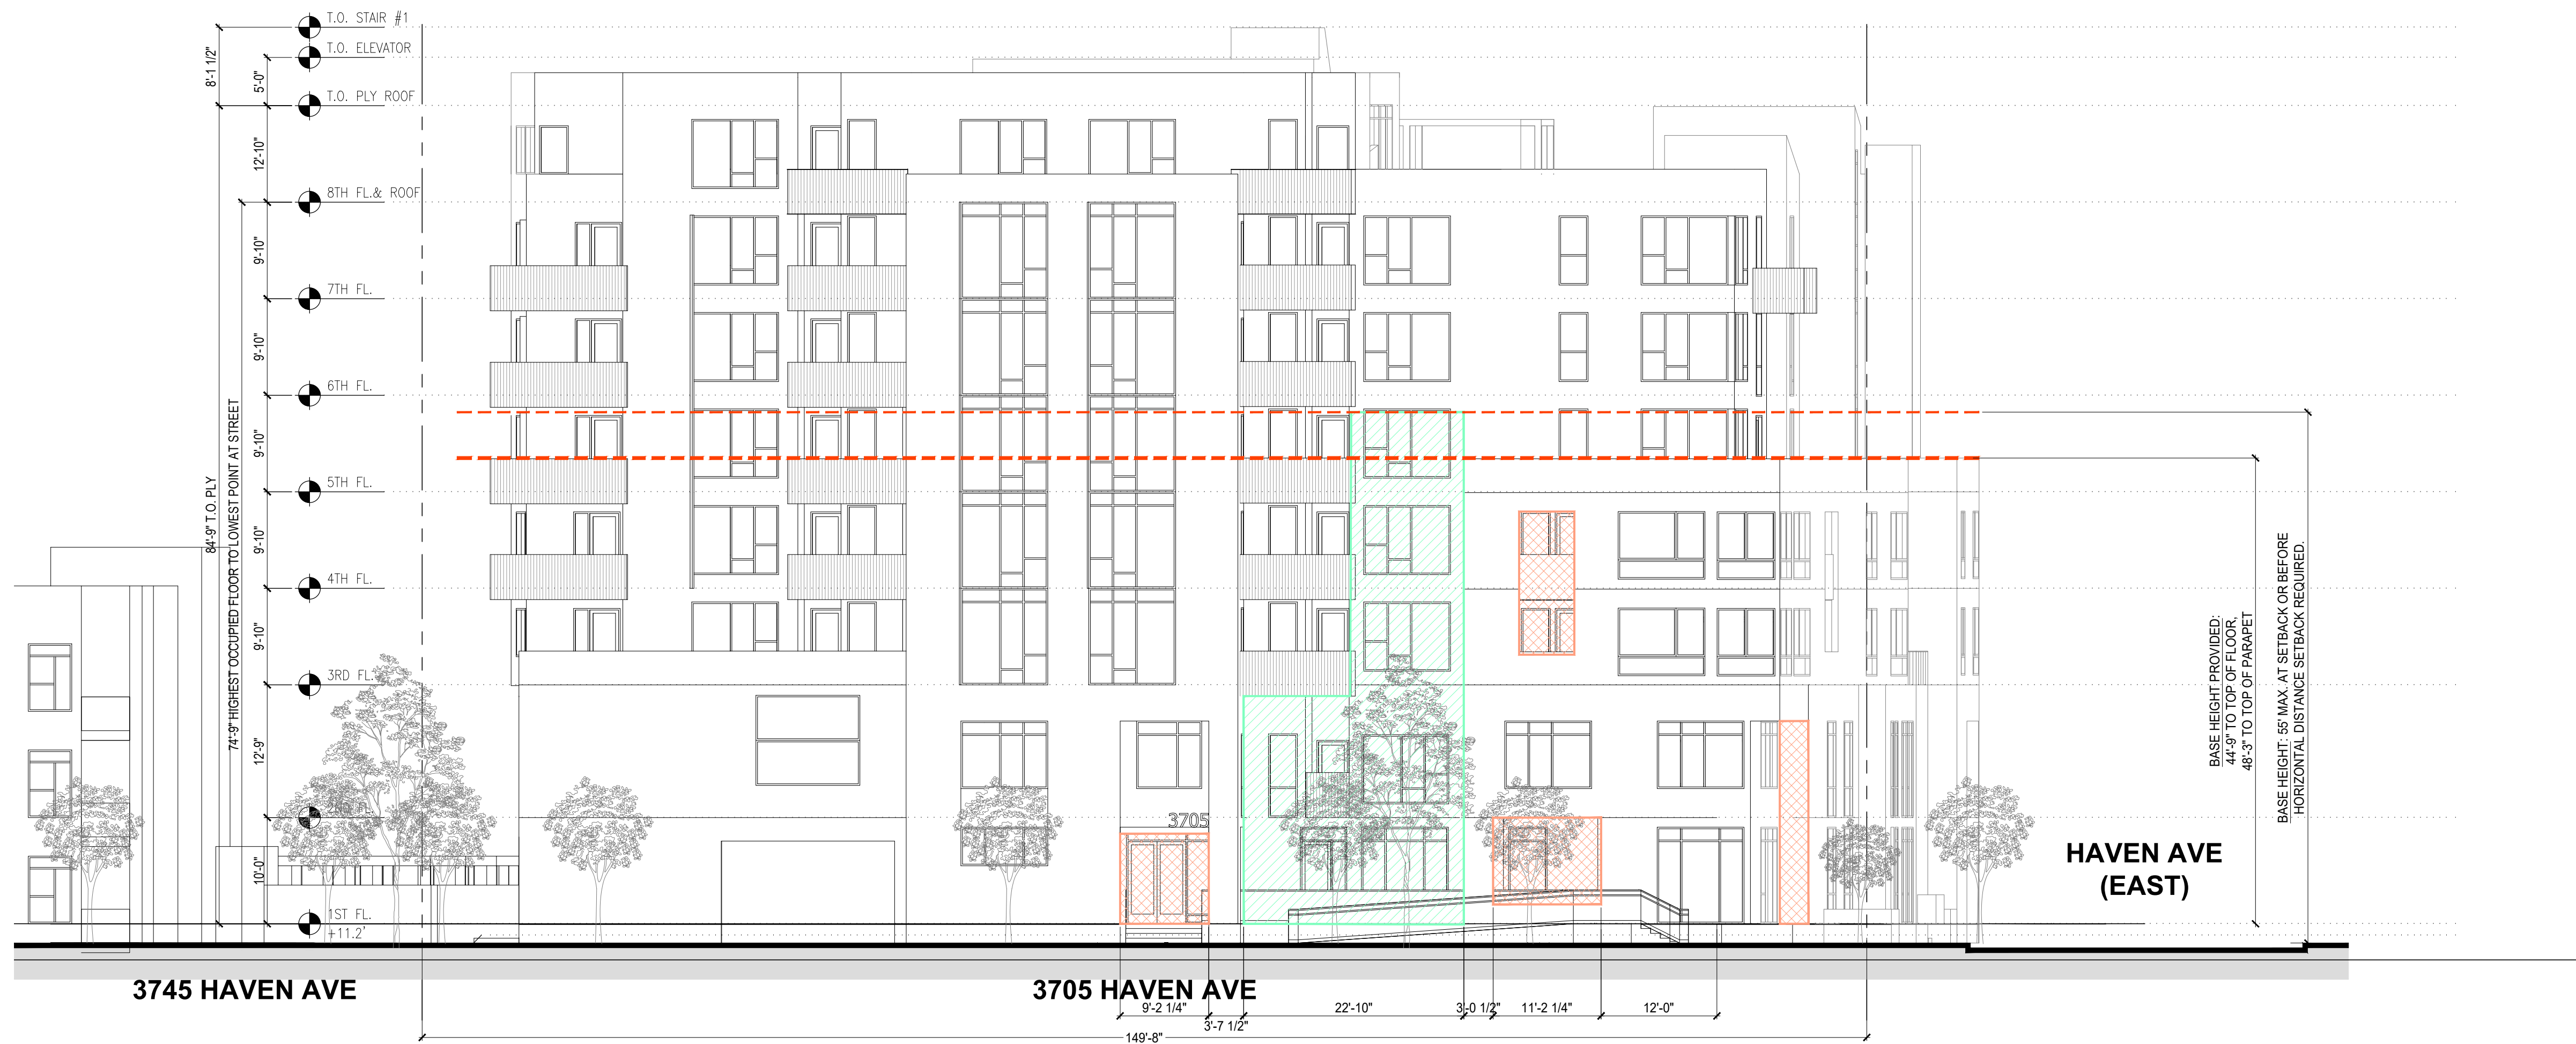 T.O. STAIR #1
T.O. ELEVATOR
T.O. PLY ROOF
8TH FL.& ROOF
7TH FL.
6TH FL.
5TH FL.
4TH FL.
3RD FL.
FL.
1ST FL.
+11.2'
8'-1 1/2"
5'-0"
12'-10"
9'-10"
9'-10"
9'-10"
9'-10"
9'-10"
12'-9"
10'-0"
84'-9" T.O. PLY
74'-9" HIGHEST OCCUPIED FLOOR TO LOWEST POINT AT STREET
3705
BASE HEIGHT PROVIDED:
44'-9" TO TOP OF FLOOR,
48'-3" TO TOP OF PARAPET
BASE HEIGHT: 55' MAX. AT SETBACK OR BEFORE
HORIZONTAL DISTANCE SETBACK REQUIRED.
HAVEN AVE
(EAST)
3745 HAVEN AVE
3705 HAVEN AVE
9'-2 1/4"
3'-7 1/2"
22'-10"
3'-0 1/2"
11'-2 1/4"
12'-0"
149'-8"